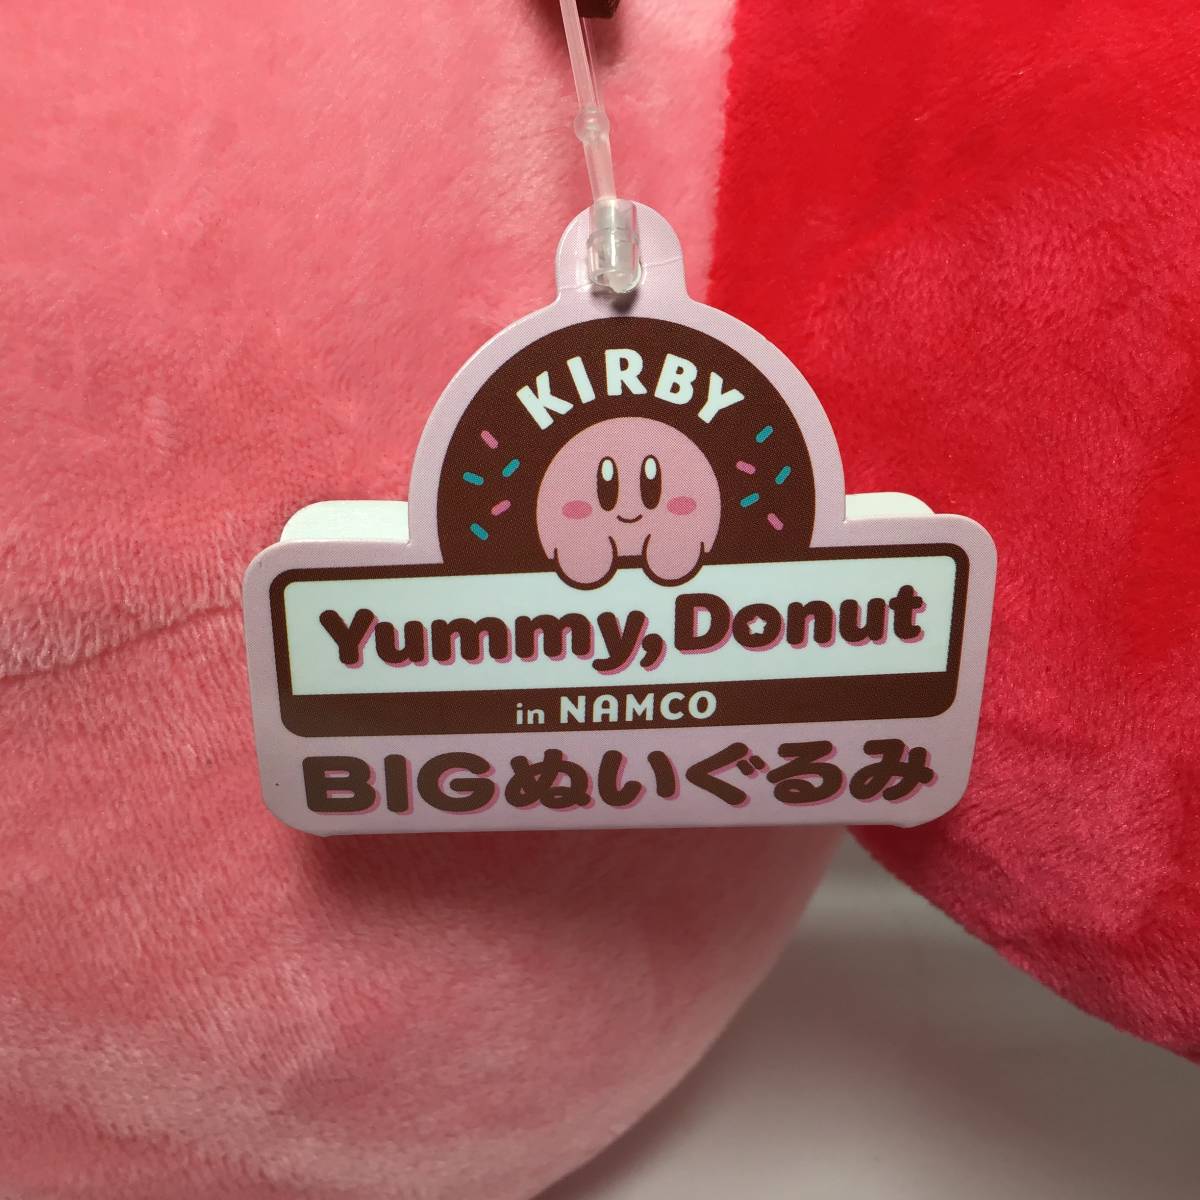 KIRBY
Yummy, Donut
in NAMCO
BIGぬいぐるみ